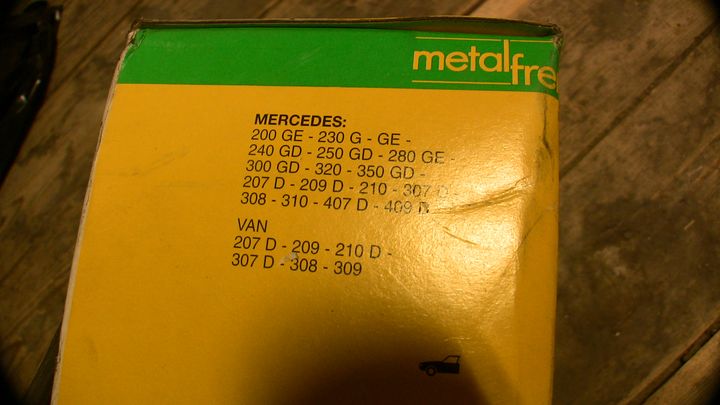 metalfre
MERCEDES:
200 GE - 230 G - GE -
240 GD - 250 GD - 280 GE -
300 GD - 320 - 350 GD -
207 D - 209 D - 210 - 307 D
308 - 310 - 407 D - 409 D
VAN
207 D - 209 - 210 D -
307 D - 308 - 309